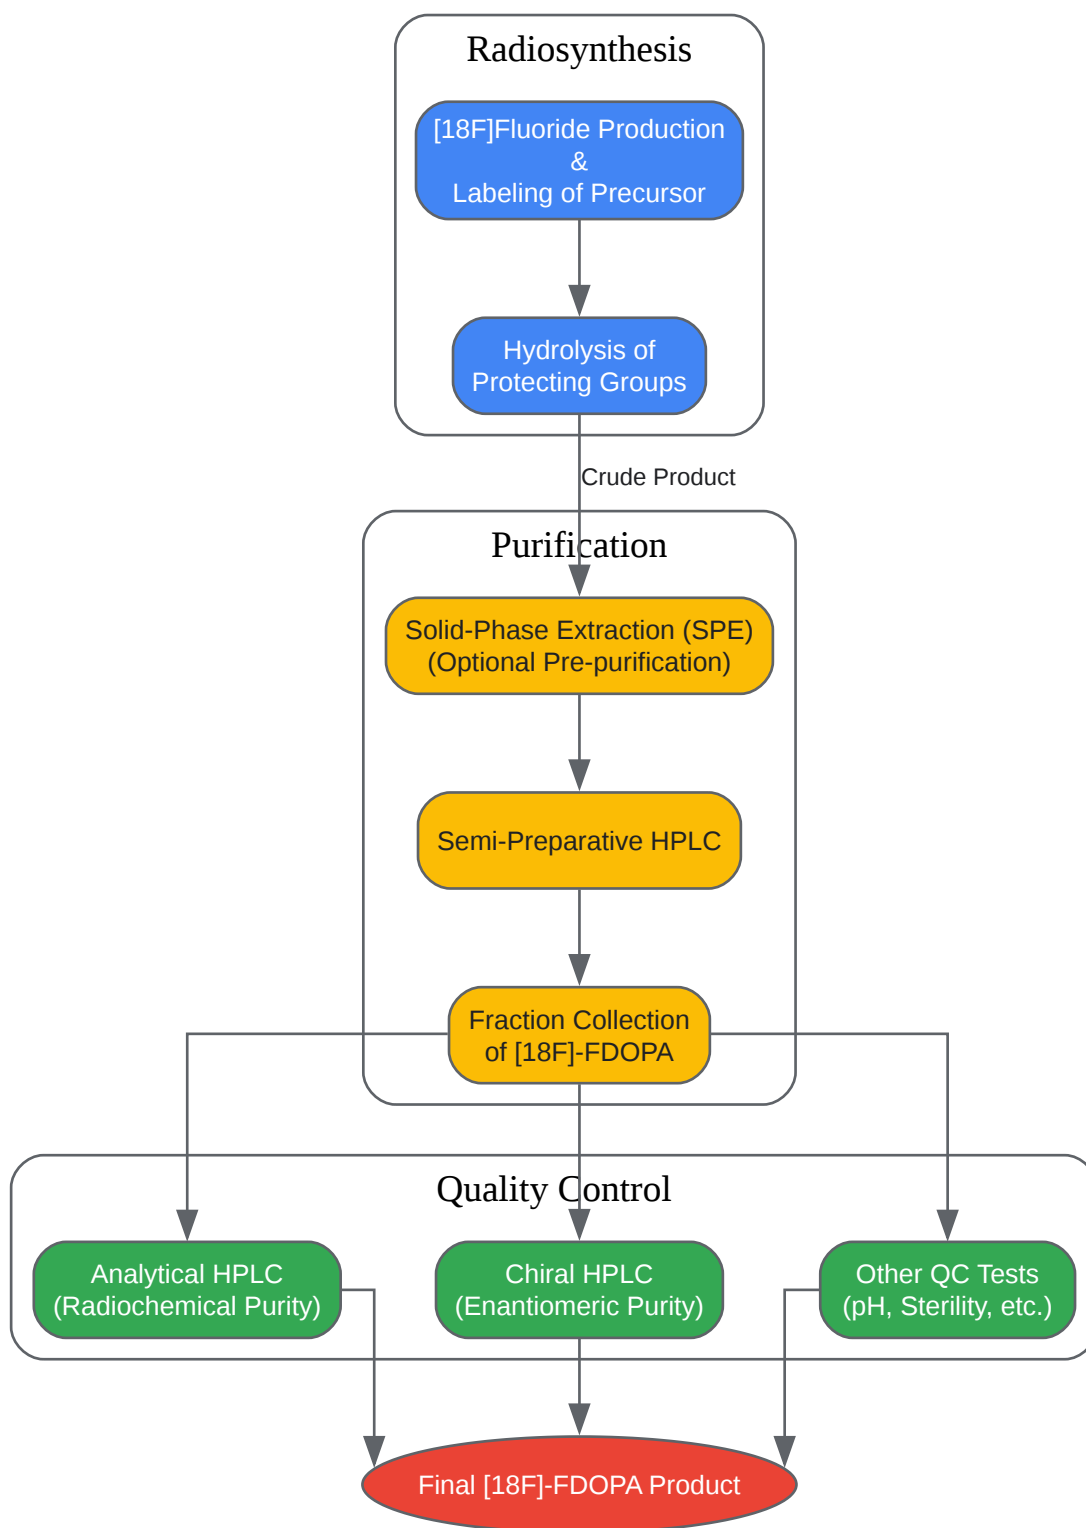 Radiosynthesis
[18F]Fluoride Production
&
Labeling of Precursor
Hydrolysis of
Protecting Groups
Crude Product
Purification
Solid-Phase Extraction (SPE)
(Optional Pre-purification)
Semi-Preparative HPLC
Fraction Collection
of [18F]-FDOPA
Quality Control
Analytical HPLC
(Radiochemical Purity)
Chiral HPLC
(Enantiomeric Purity)
Other QC Tests
(pH, Sterility, etc.)
Final [18F]-FDOPA Product